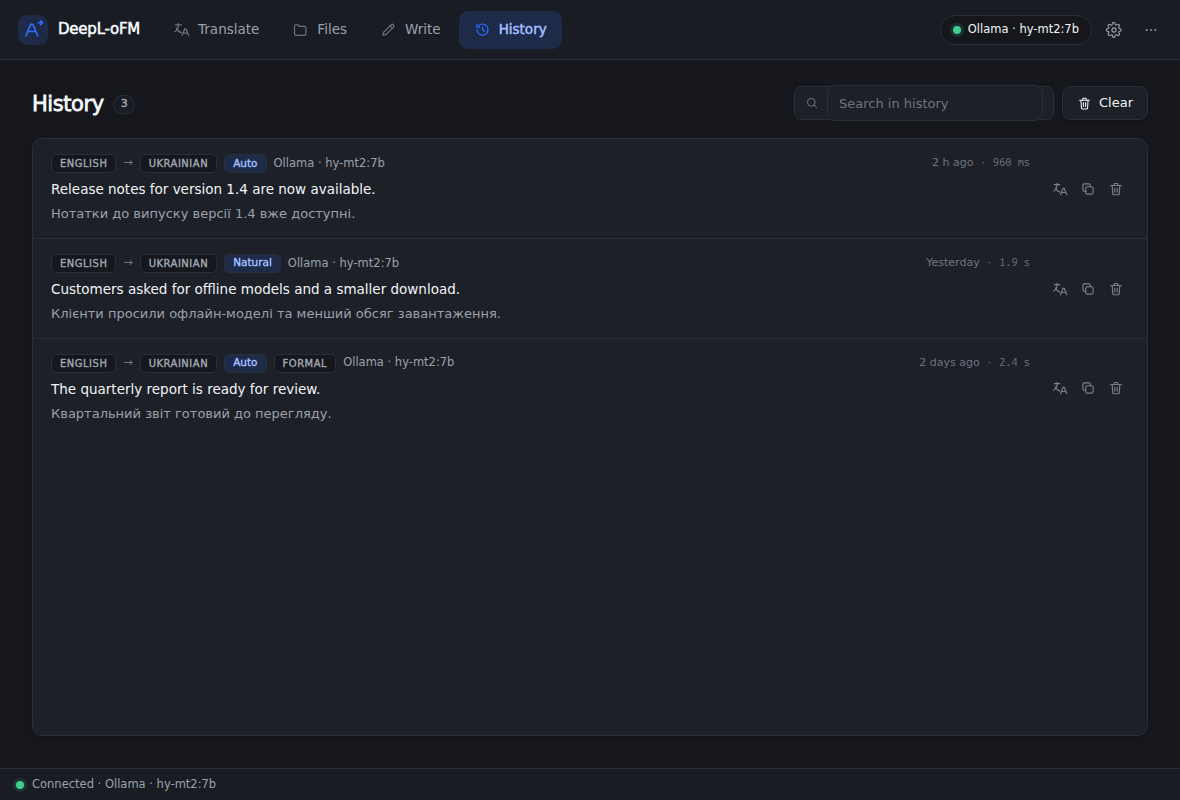 DeepL-oFM Translate Files Write History Ollama · hy-mt2:7b ...
History 3 Search in history Clear
ENGLISH → UKRAINIAN Auto Ollama · hy-mt2:7b 2 h ago · 960 ms
Release notes for version 1.4 are now available.
Нотатки до випуску версії 1.4 вже доступні.
ENGLISH → UKRAINIAN Natural Ollama · hy-mt2:7b Yesterday · 1.9 s
Customers asked for offline models and a smaller download.
Клієнти просили офлайн-моделі та менший обсяг завантаження.
ENGLISH → UKRAINIAN Auto FORMAL Ollama · hy-mt2:7b 2 days ago · 2.4 s
The quarterly report is ready for review.
Квартальний звіт готовий до перегляду.
Connected · Ollama · hy-mt2:7b